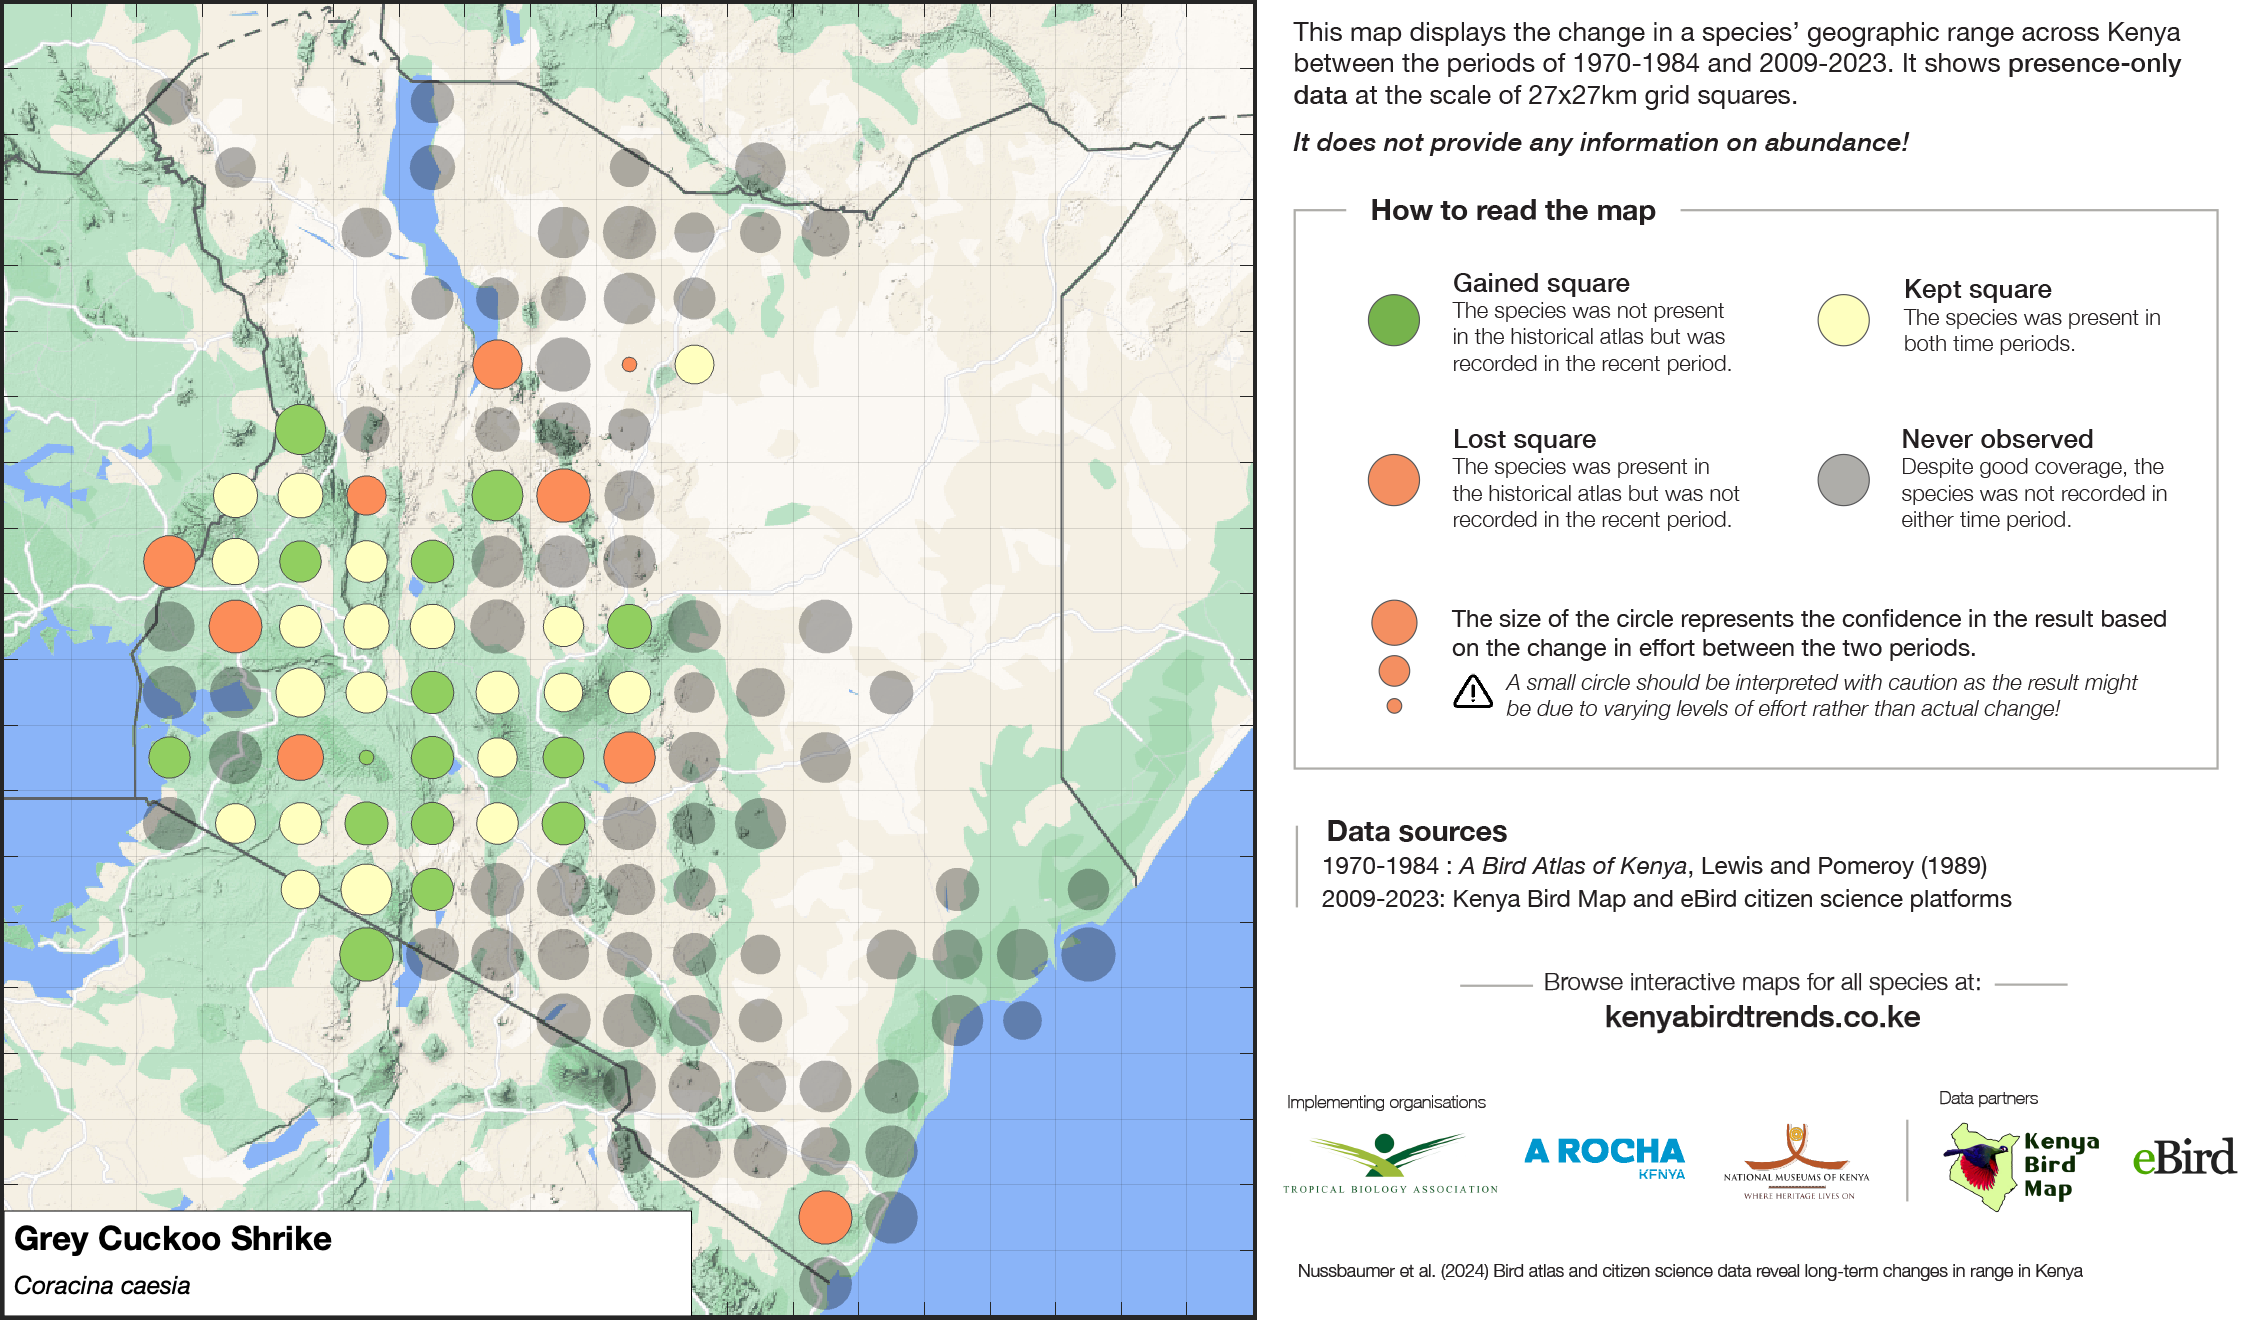 This map displays the change in a species’ geographic range across Kenya
between the periods of 1970-1984 and 2009-2023. It shows presence-only
data at the scale of 27x27km grid squares.
It does not provide any information on abundance!
How to read the map
Gained square
The species was not present
in the historical atlas but was
recorded in the recent period.
Kept square
The species was present in
both time periods.
Lost square
The species was present in
the historical atlas but was not
recorded in the recent period.
Never observed
Despite good coverage, the
species was not recorded in
either time period.
The size of the circle represents the confidence in the result based
on the change in effort between the two periods.
A small circle should be interpreted with caution as the result might
be due to varying levels of effort rather than actual change!
Data sources
1970-1984 : A Bird Atlas of Kenya, Lewis and Pomeroy (1989)
2009-2023: Kenya Bird Map and eBird citizen science platforms
Browse interactive maps for all species at:
kenyabirdtrends.co.ke
Implementing organisations
Data partners
TROPICAL BIOLOGY ASSOCIATION
A ROCHA
KENYA
NATIONAL MUSEUMS OF KENYA
WHERE HERITAGE LIVES ON
Kenya
Bird
Map
eBird
Grey Cuckoo Shrike
Coracina caesia
Nussbaumer et al. (2024) Bird atlas and citizen science data reveal long-term changes in range in Kenya